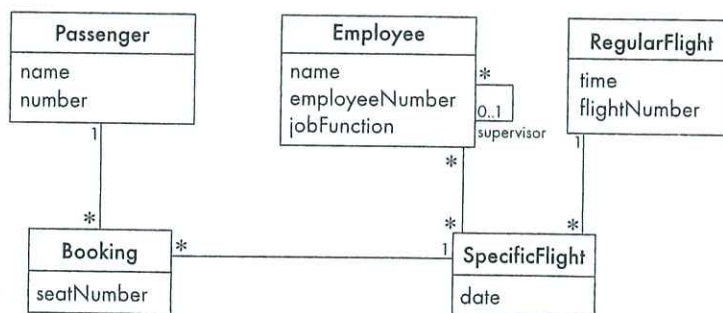 Passenger
name
number
Employee
name
employeeNumber
jobFunction
*
0..1
supervisor
RegularFlight
time
flightNumber
1
*
1
*
*
*
Booking
seatNumber
*
1
SpecificFlight
date